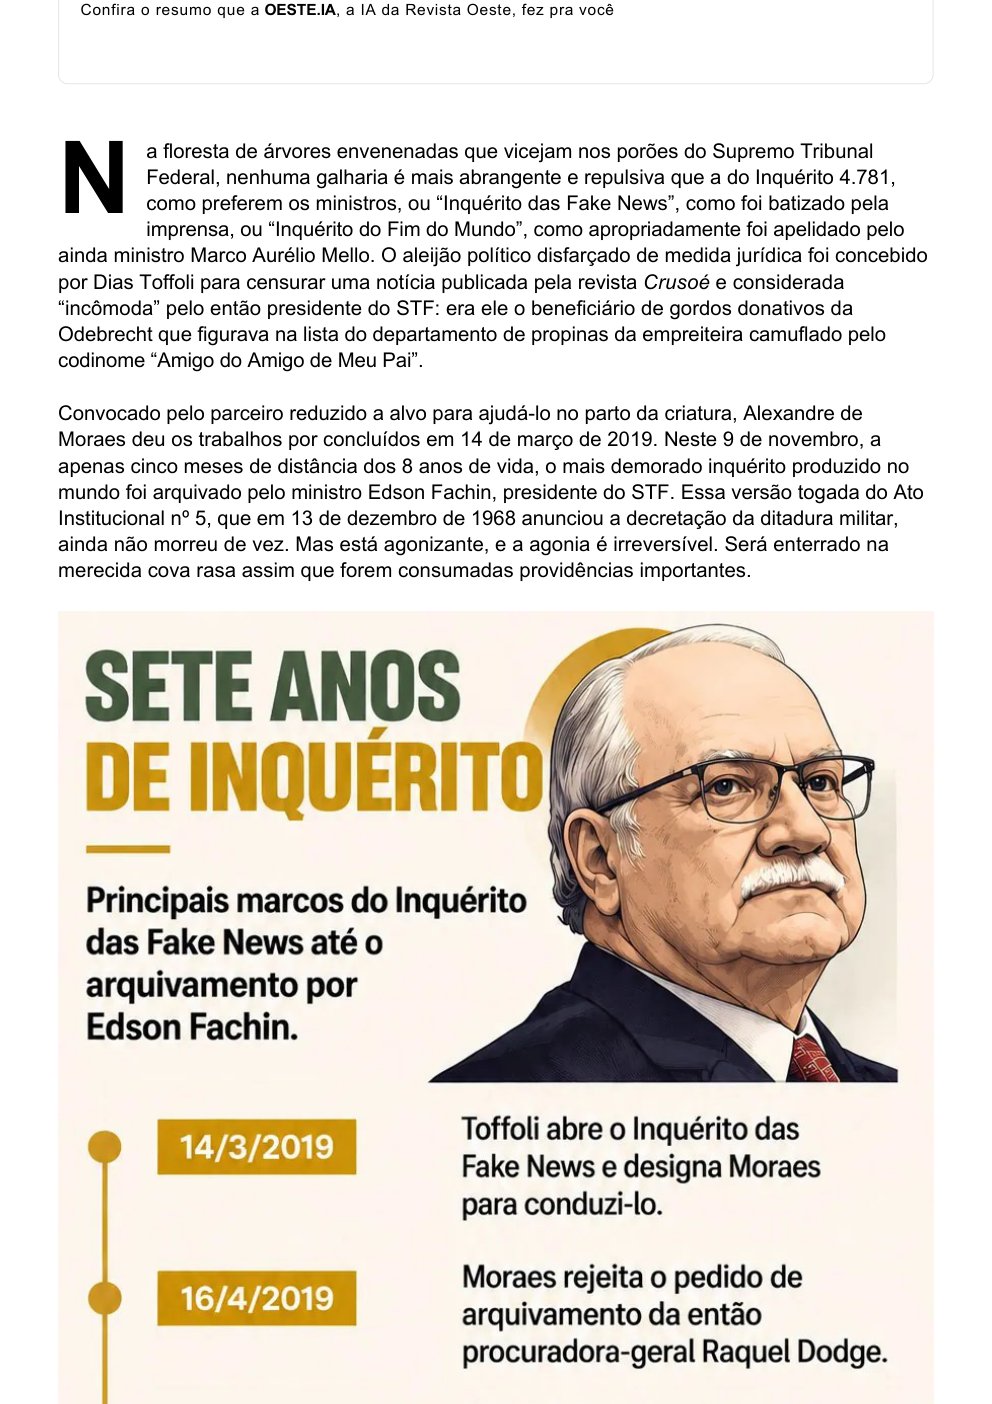 Confira o resumo que a OESTE.IA, a IA da Revista Oeste, fez pra você
Na floresta de árvores envenenadas que vicejam nos porões do Supremo Tribunal
Federal, nenhuma galharia é mais abrangente e repulsiva que a do Inquérito 4.781,
como preferem os ministros, ou “Inquérito das Fake News”, como foi batizado pela
imprensa, ou “Inquérito do Fim do Mundo”, como apropriadamente foi apelidado pelo
ainda ministro Marco Aurélio Mello. O aleijão político disfarçado de medida jurídica foi concebido
por Dias Toffoli para censurar uma notícia publicada pela revista Crusoé e considerada
“incômoda” pelo então presidente do STF: era ele o beneficiário de gordos donativos da
Odebrecht que figurava na lista do departamento de propinas da empreiteira camuflado pelo
codinome “Amigo do Amigo de Meu Pai”.
Convocado pelo parceiro reduzido a alvo para ajudá-lo no parto da criatura, Alexandre de
Moraes deu os trabalhos por concluídos em 14 de março de 2019. Neste 9 de novembro, a
apenas cinco meses de distância dos 8 anos de vida, o mais demorado inquérito produzido no
mundo foi arquivado pelo ministro Edson Fachin, presidente do STF. Essa versão togada do Ato
Institucional nº 5, que em 13 de dezembro de 1968 anunciou a decretação da ditadura militar,
ainda não morreu de vez. Mas está agonizante, e a agonia é irreversível. Será enterrado na
merecida cova rasa assim que forem consumadas providências importantes.
SETE ANOS
DE INQUÉRITO
Principais marcos do Inquérito
das Fake News até o
arquivamento por
Edson Fachin.
14/3/2019
Toffoli abre o Inquérito das
Fake News e designa Moraes
para conduzi-lo.
16/4/2019
Moraes rejeita o pedido de
arquivamento da então
procuradora-geral Raquel Dodge.